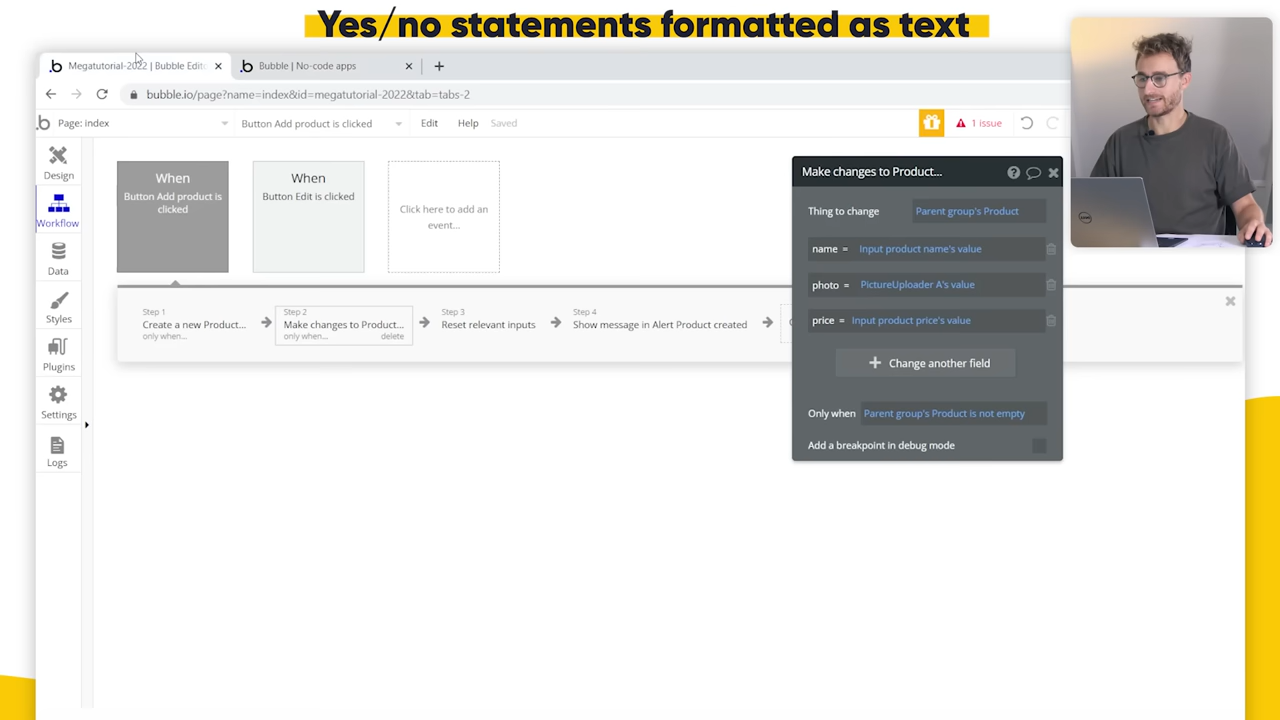 Yes/no statements formatted as text
Megatutorial-2022 | Bubble Edito
Bubble | No-code apps
bubble.io/page?name=index&id=megatutorial-2022&tab=tabs-2
Page: index
Button Add product is clicked
Edit
Help
Saved
1 issue
Design
Workflow
Data
Styles
Plugins
Settings
Logs
When
Button Add product is
clicked
When
Button Edit is clicked
Click here to add an
event...
Step 1
Create a new Product...
only when...
Step 2
Make changes to Product...
only when...
delete
Step 3
Reset relevant inputs
Step 4
Show message in Alert Product created
Make changes to Product...
Thing to change
Parent group's Product
name =
Input product name's value
photo =
PictureUploader A's value
price =
Input product price's value
+ Change another field
Only when
Parent group's Product is not empty
Add a breakpoint in debug mode